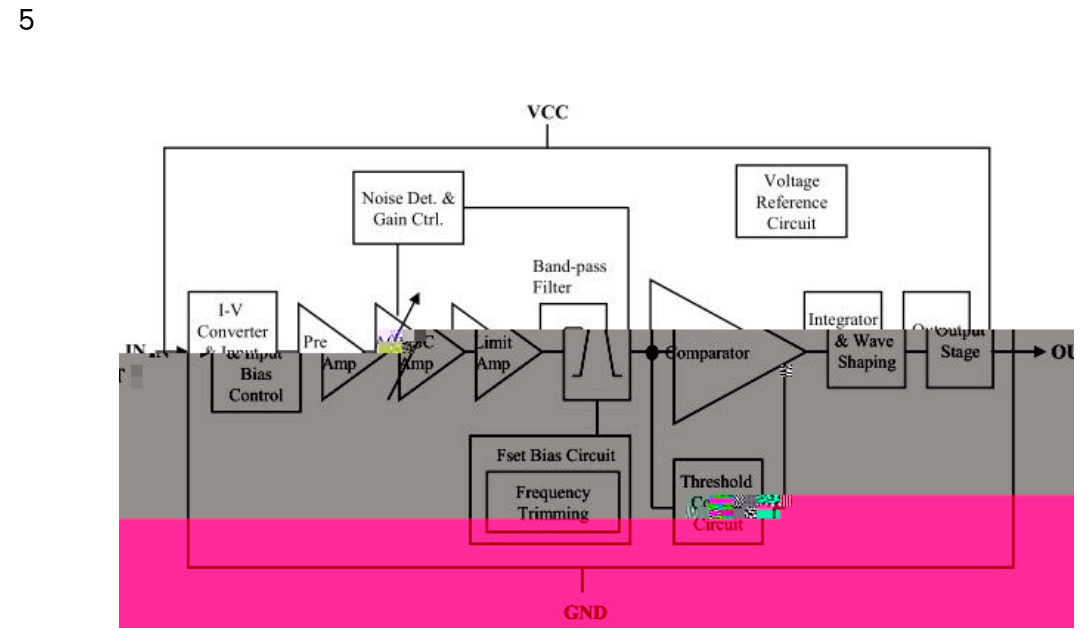 5
VCC
Noise Det. &
Gain Ctrl.
Voltage
Reference
Circuit
Band-pass
Filter
I-V
Converter
& Input
Bias
Control
IN
Pre
Amp
Amp
Limit
Amp
Comparator
Integrator
& Wave
Shaping
Output
Stage
Fset Bias Circuit
Frequency
Trimming
Threshold
Circuit
GND